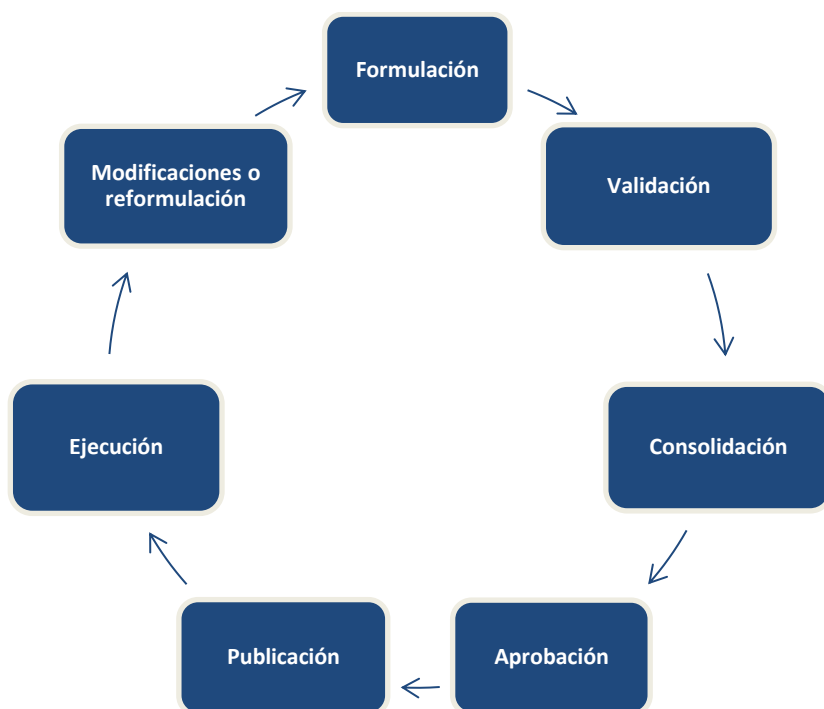 Formulación
Validación
Consolidación
Aprobación
Publicación
Ejecución
Modificaciones o
reformulación